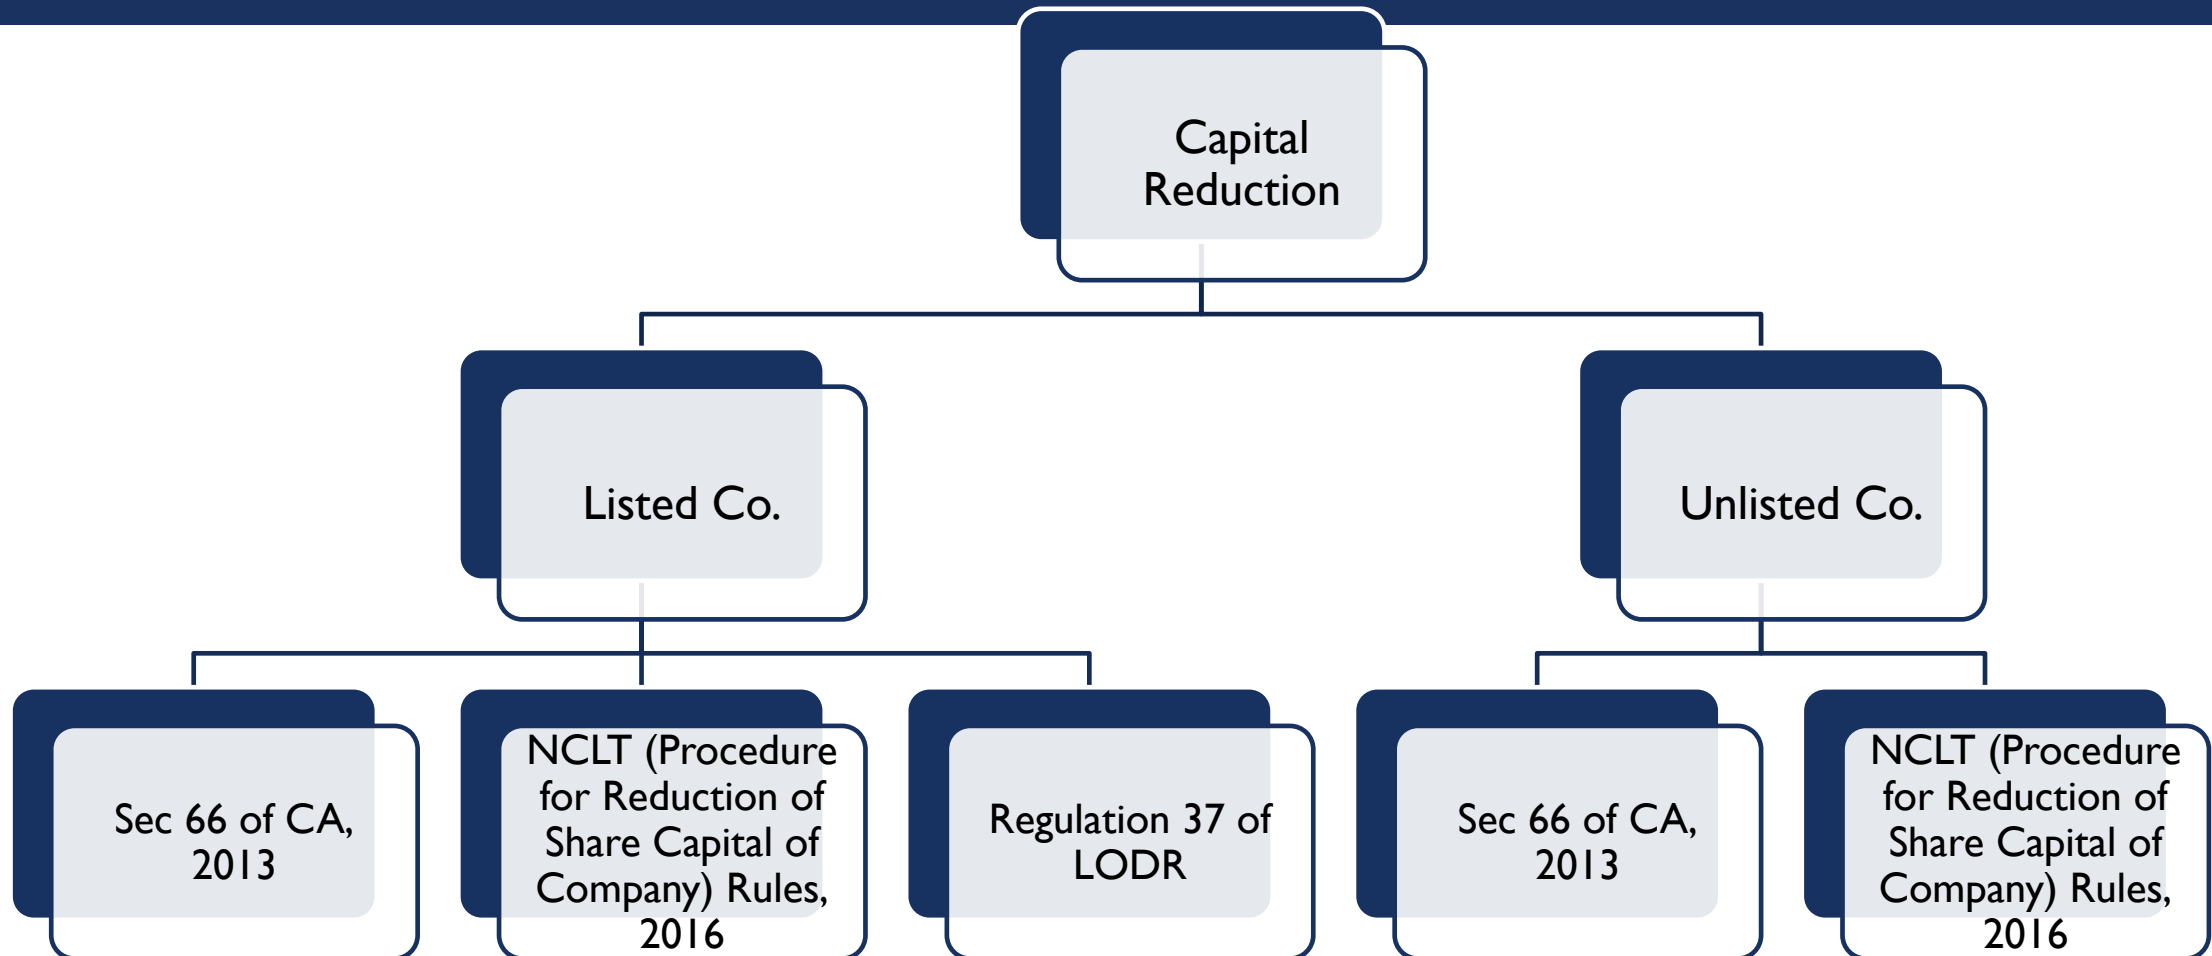 Capital
Reduction
Listed Co.
Unlisted Co.
Sec 66 of CA,
2013
NCLT (Procedure
for Reduction of
Share Capital of
Company) Rules,
2016
Regulation 37 of
LODR
Sec 66 of CA,
2013
NCLT (Procedure
for Reduction of
Share Capital of
Company) Rules,
2016